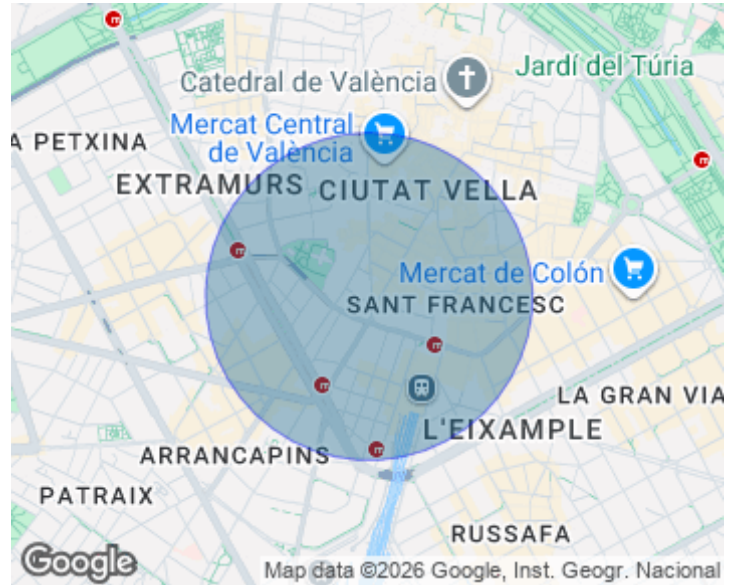 Catedral de València
Jardí del Túria
Mercat Central
de València
A PETXINA
EXTRAMURS
CIUTAT VELLA
Mercat de Colón
SANT FRANCESC
LA GRAN VIA
L'EIXAMPLE
ARRANCAPINS
PATRAIX
RUSSAFA
Google
Map data ©2026 Google, Inst. Geogr. Nacional